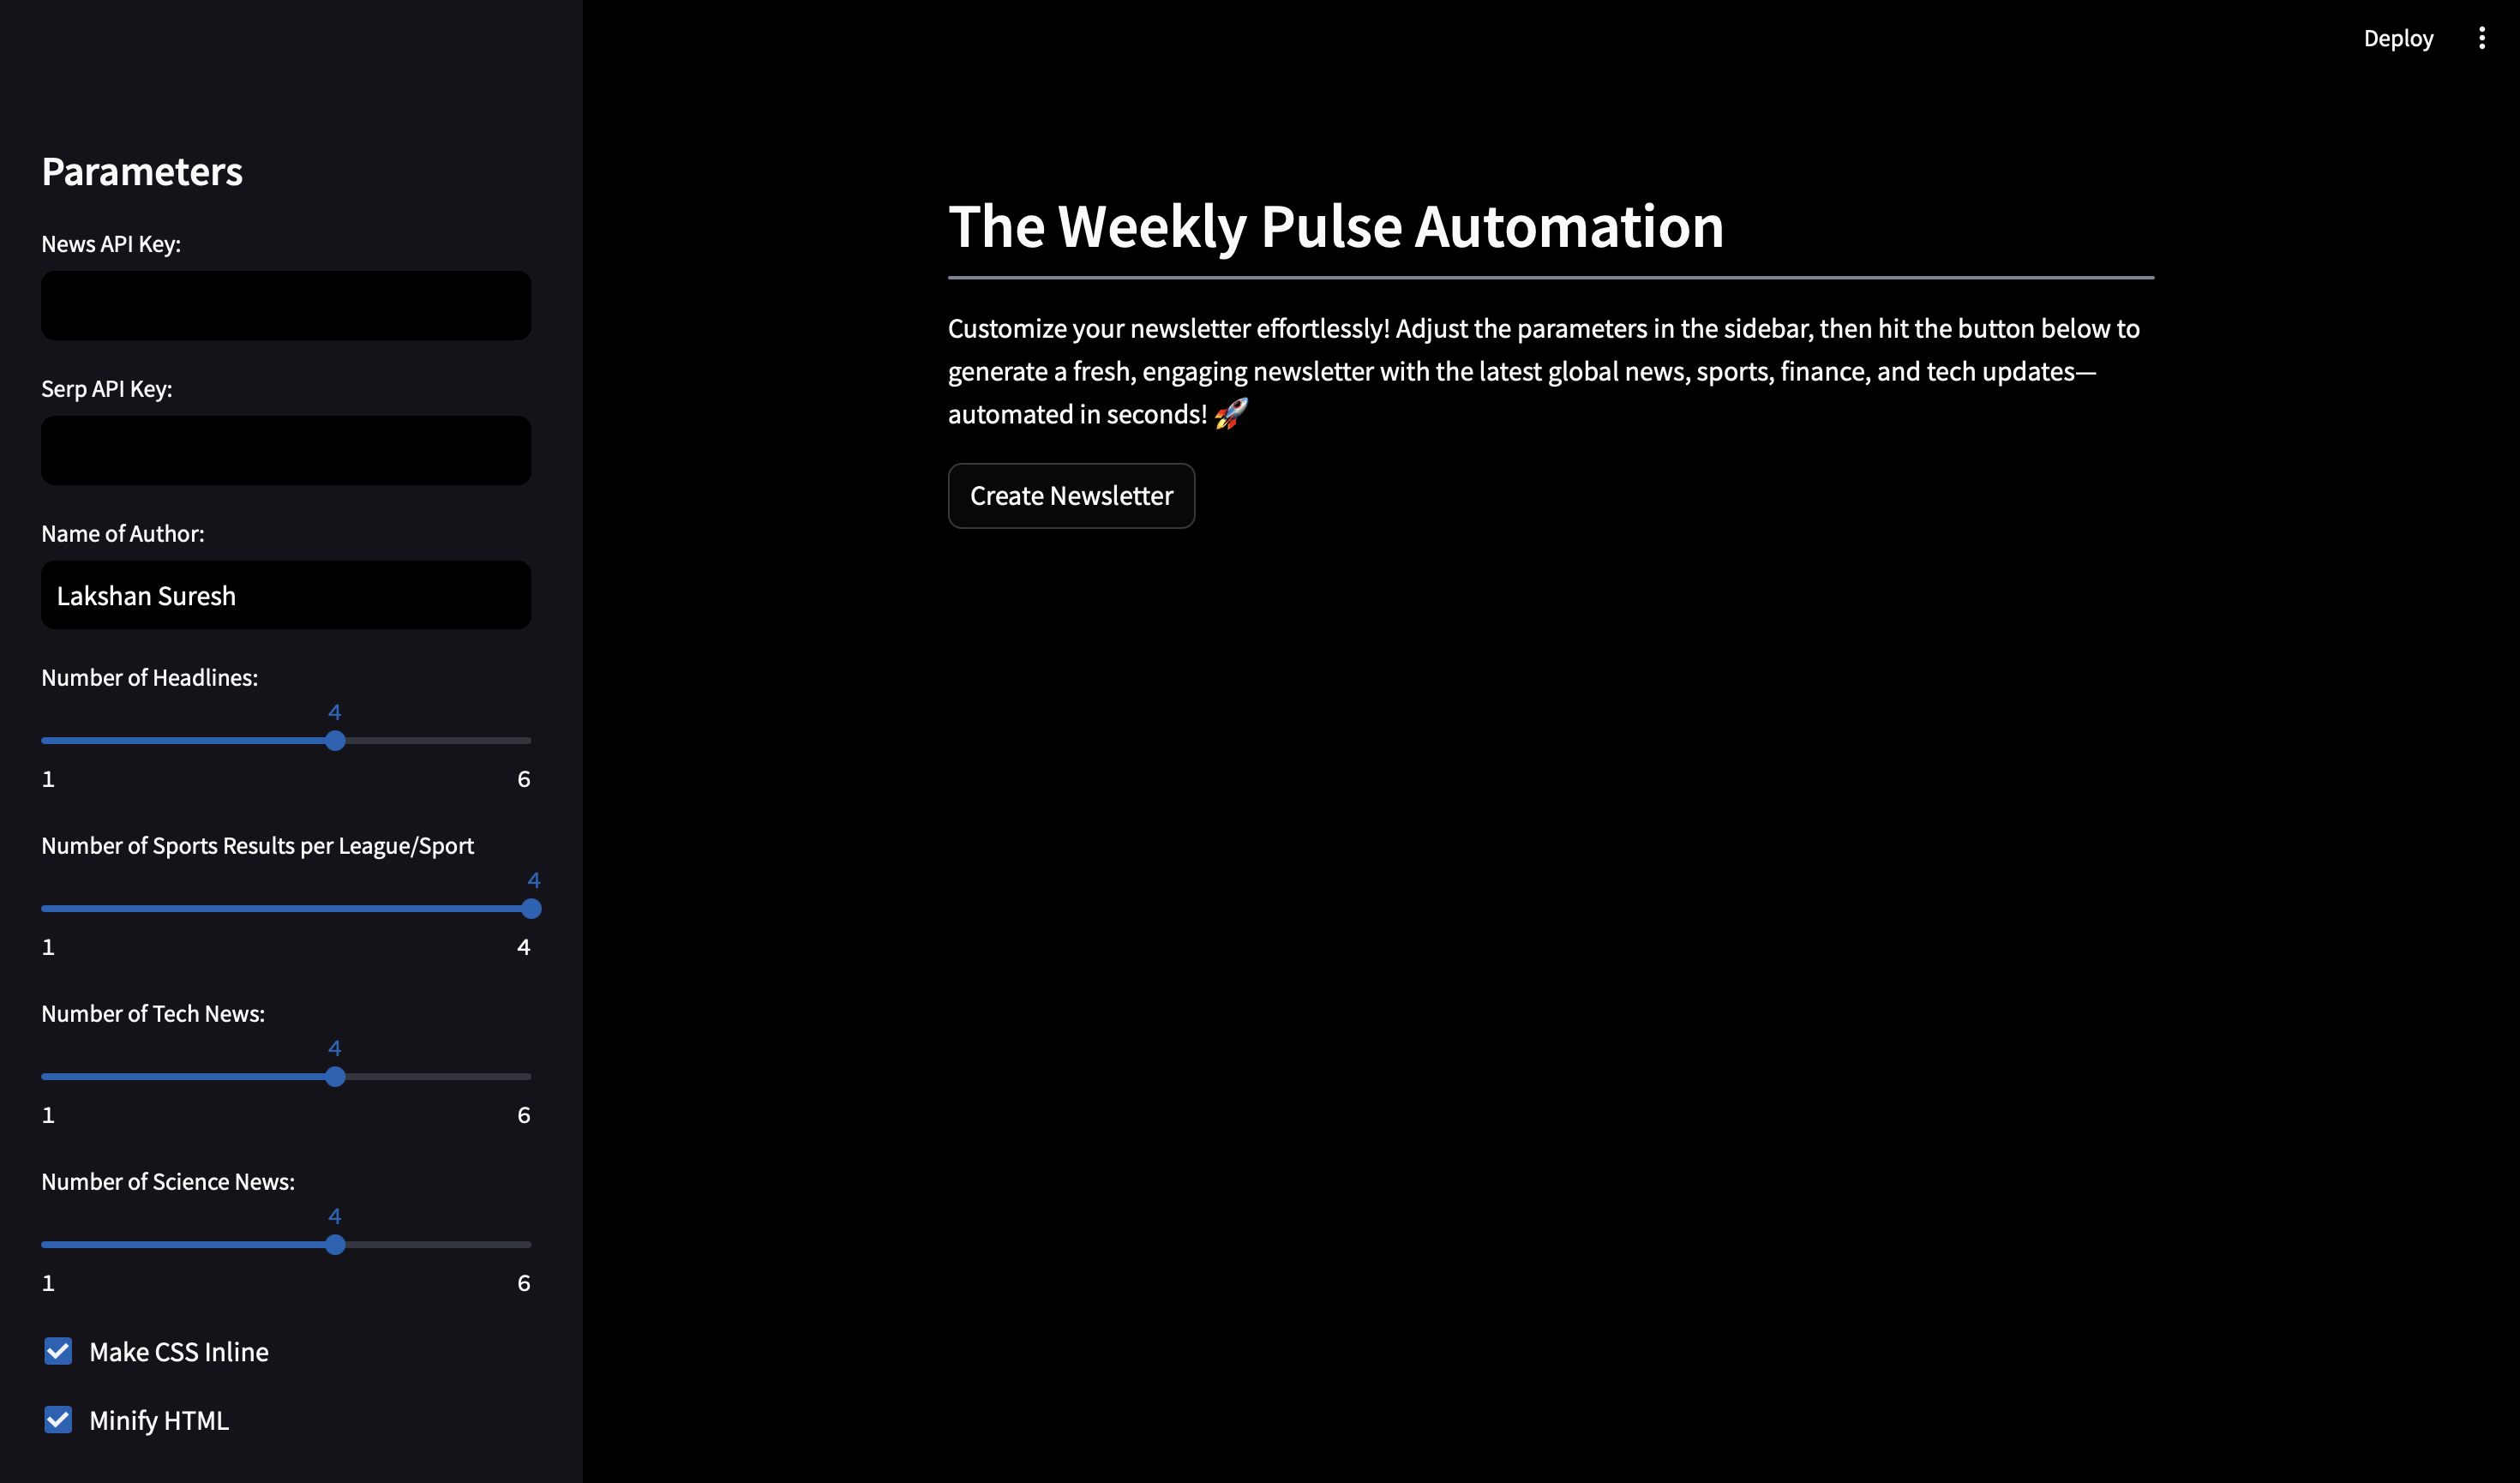 Deploy
Parameters
News API Key:
Serp API Key:
Name of Author:
Lakshan Suresh
Number of Headlines:
4
1 6
Number of Sports Results per League/Sport
4
1 4
Number of Tech News:
4
1 6
Number of Science News:
4
1 6
Make CSS Inline
Minify HTML
The Weekly Pulse Automation
Customize your newsletter effortlessly! Adjust the parameters in the sidebar, then hit the button below to
generate a fresh, engaging newsletter with the latest global news, sports, finance, and tech updates—
automated in seconds! 🚀
Create Newsletter